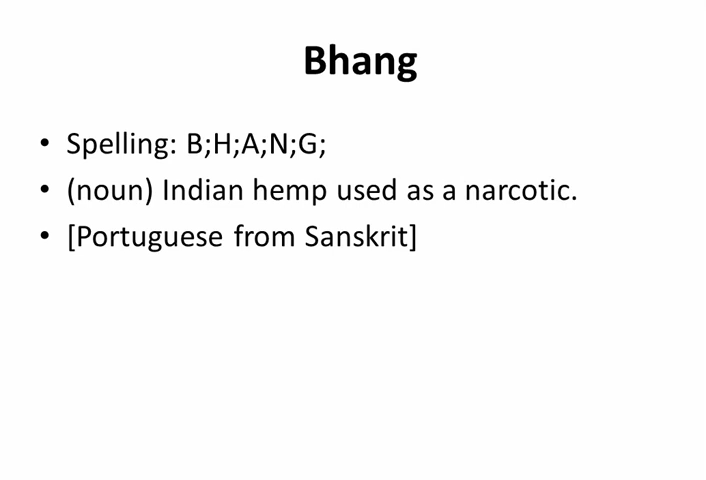 Bhang
• Spelling: B;H;A;N;G;
• (noun) Indian hemp used as a narcotic.
• [Portuguese from Sanskrit]